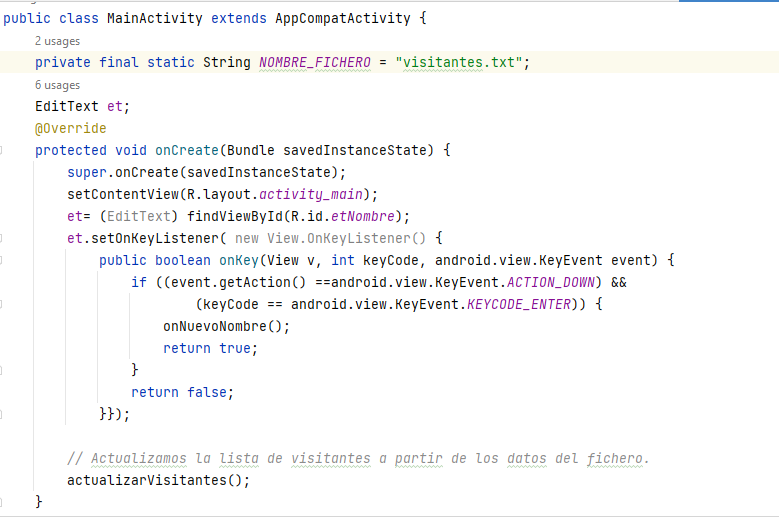 public class MainActivity extends AppCompatActivity {
2 usages
private final static String NOMBRE_FICHERO = "visitantes.txt";
6 usages
EditText et;
@Override
protected void onCreate(Bundle savedInstanceState) {
super.onCreate(savedInstanceState);
setContentView(R.layout.activity_main);
et= (EditText) findViewById(R.id.etNombre);
et.setOnKeyListener( new View.OnKeyListener() {
public boolean onKey(View v, int keyCode, android.view.KeyEvent event) {
if ((event.getAction() ==android.view.KeyEvent.ACTION_DOWN) &&
(keyCode == android.view.KeyEvent.KEYCODE_ENTER)) {
onNuevoNombre();
return true;
}
return false;
}});
// Actualizamos la lista de visitantes a partir de los datos del fichero.
actualizarVisitantes();
}